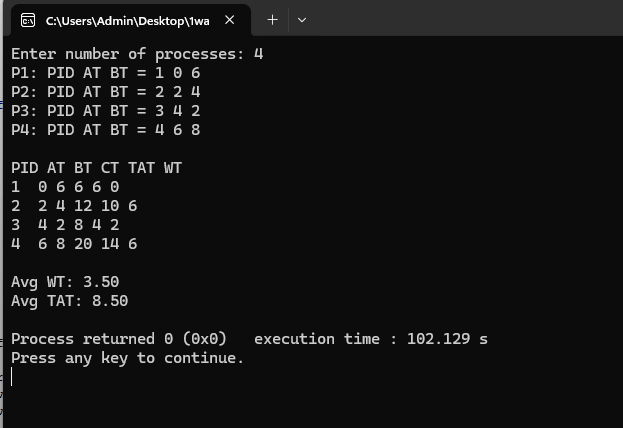 C:\Users\Admin\Desktop\1wa
Enter number of processes: 4
P1: PID AT BT = 1 0 6
P2: PID AT BT = 2 2 4
P3: PID AT BT = 3 4 2
P4: PID AT BT = 4 6 8
PID AT BT CT TAT WT
1  0 6 6 6 0
2  2 4 12 10 6
3  4 2 8 4 2
4  6 8 20 14 6
Avg WT: 3.50
Avg TAT: 8.50
Process returned 0 (0x0)   execution time : 102.129 s
Press any key to continue.